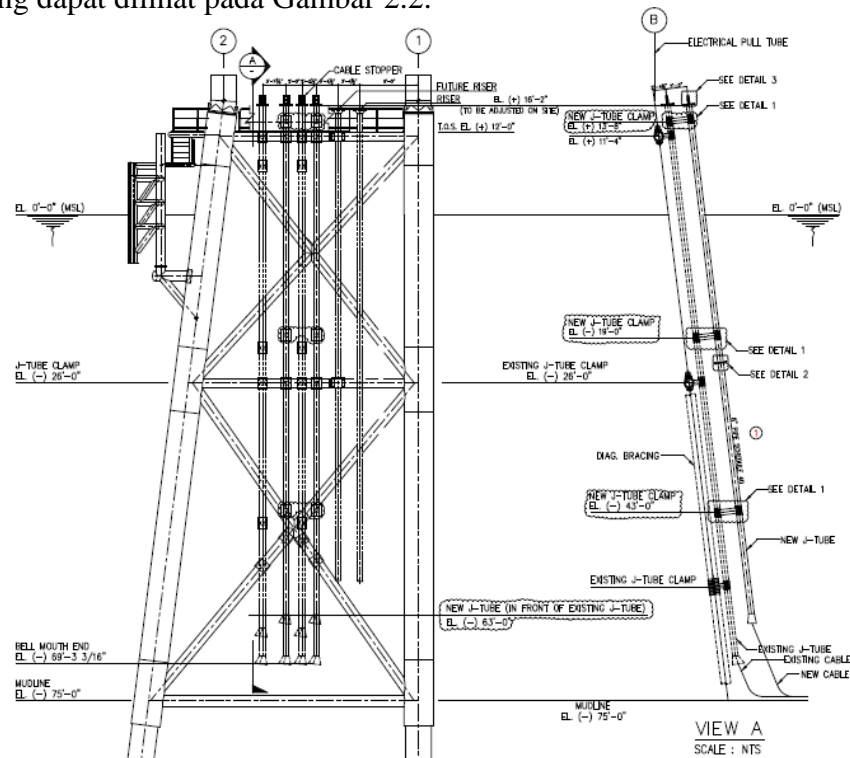 ng dapat dilihat pada Gambar 2.2.
2
A
1
B
ELECTRICAL PULL TUBE
CABLE STOPPER
SEE DETAIL 3
FUTURE RISER
RISER
EL. (+) 16'-2"
(TO BE ADJUSTED ON SITE)
SEE DETAIL 1
NEW J-TUBE CLAMP
T.O.S. EL (+) 12'-0"
EL. (+) 11'-4"
EL. 0'-0" (MSL)
EL. 0'-0" (MSL)
NEW J-TUBE CLAMP
EL. (-) 19'-0"
SEE DETAIL 1
J-TUBE CLAMP
EL. (-) 26'-0"
EXISTING J-TUBE CLAMP
EL. (-) 26'-0"
SEE DETAIL 2
1
DIAG. BRACING
SEE DETAIL 1
NEW J-TUBE CLAMP
EL. (-) 43'-0"
NEW J-TUBE
EXISTING J-TUBE CLAMP
NEW J-TUBE (IN FRONT OF EXISTING J-TUBE)
EL. (-) 63'-0"
BELL MOUTH END
EL. (-) 69'-3 3/16"
EXISTING J-TUBE
EXISTING CABLE
NEW CABLE
MUDLINE
EL. (-) 75'-0"
MUDLINE
EL. (-) 75'-0"
VIEW A
SCALE : NTS